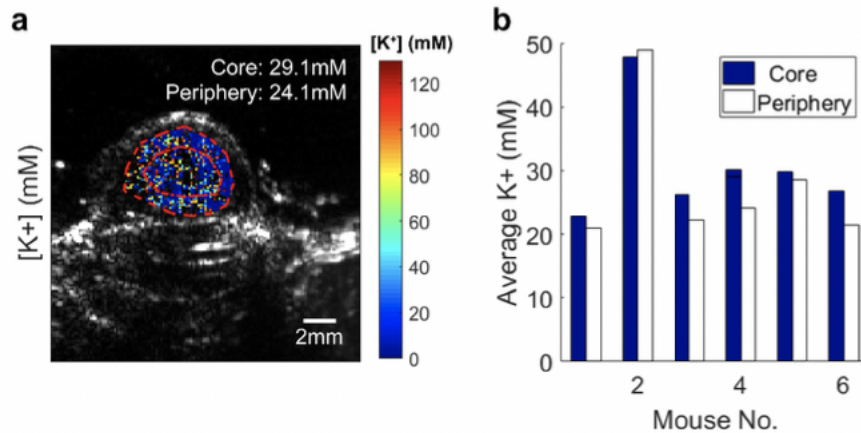 a
[K+] (mM)
Core: 29.1mM
Periphery: 24.1mM
2mm
[K⁺] (mM)
120
100
80
60
40
20
0
b
Average K+ (mM)
50
40
30
20
10
0
Core
Periphery
2
4
6
Mouse No.